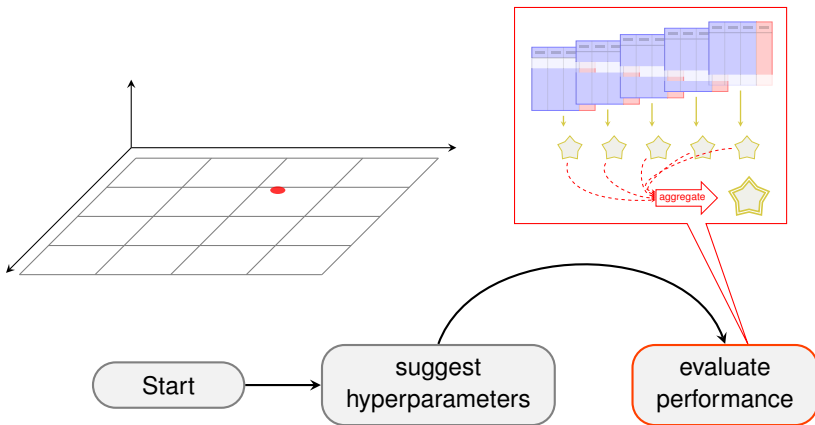 aggregate
Start
suggest
hyperparameters
evaluate
performance